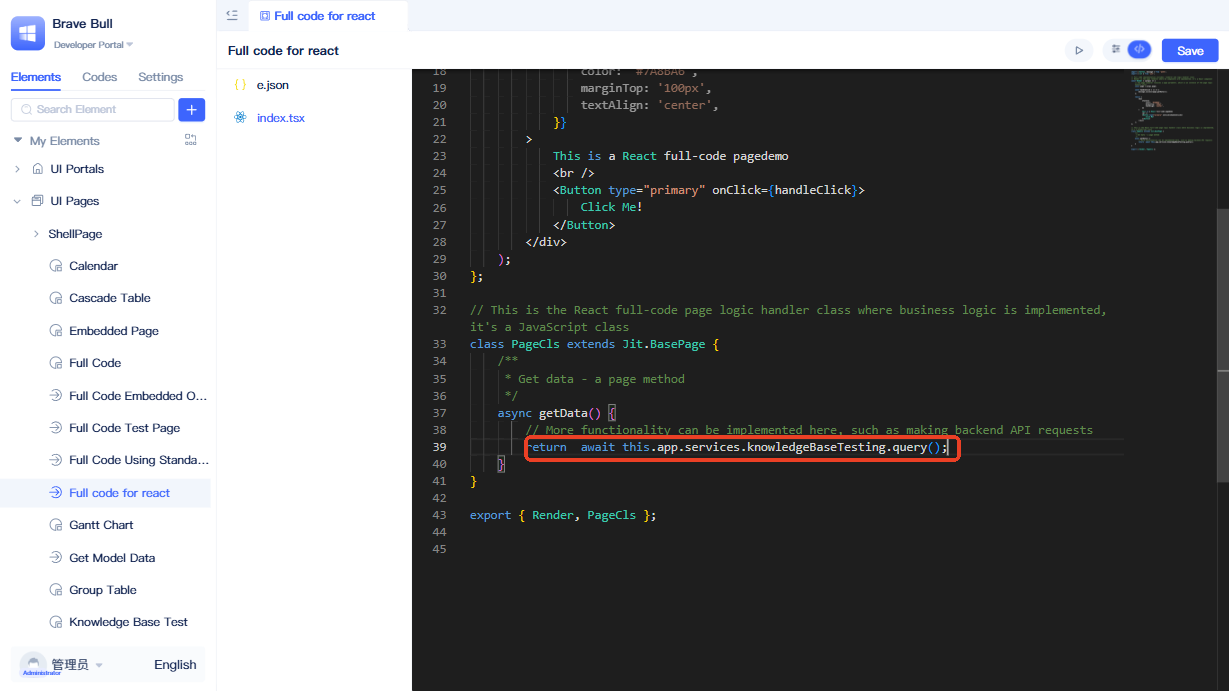 Brave Bull
Developer Portal
Elements Codes Settings
Search Element
My Elements
UI Portals
UI Pages
ShellPage
Calendar
Cascade Table
Embedded Page
Full Code
Full Code Embedded O...
Full Code Test Page
Full Code Using Standa...
Full code for react
Gantt Chart
Get Model Data
Group Table
Knowledge Base Test
管理员
Administrator
English
Full code for react
Full code for react
Save
e.json
index.tsx
18 color: '#7A8BA6',
19 marginTop: '100px',
20 textAlign: 'center',
21 }}
22 >
23 This is a React full-code pagedemo
24 <br />
25 <Button type="primary" onClick={handleClick}>
26 Click Me!
27 </Button>
28 </div>
29 );
30 };
31
32 // This is the React full-code page logic handler class where business logic is implemented,
it's a JavaScript class
33 class PageCls extends Jit.BasePage {
34 /**
35 * Get data - a page method
36 */
37 async getData() {
38 // More functionality can be implemented here, such as making backend API requests
39 return  await this.app.services.knowledgeBaseTesting.query();
40 }
41 }
42
43 export { Render, PageCls };
44
45